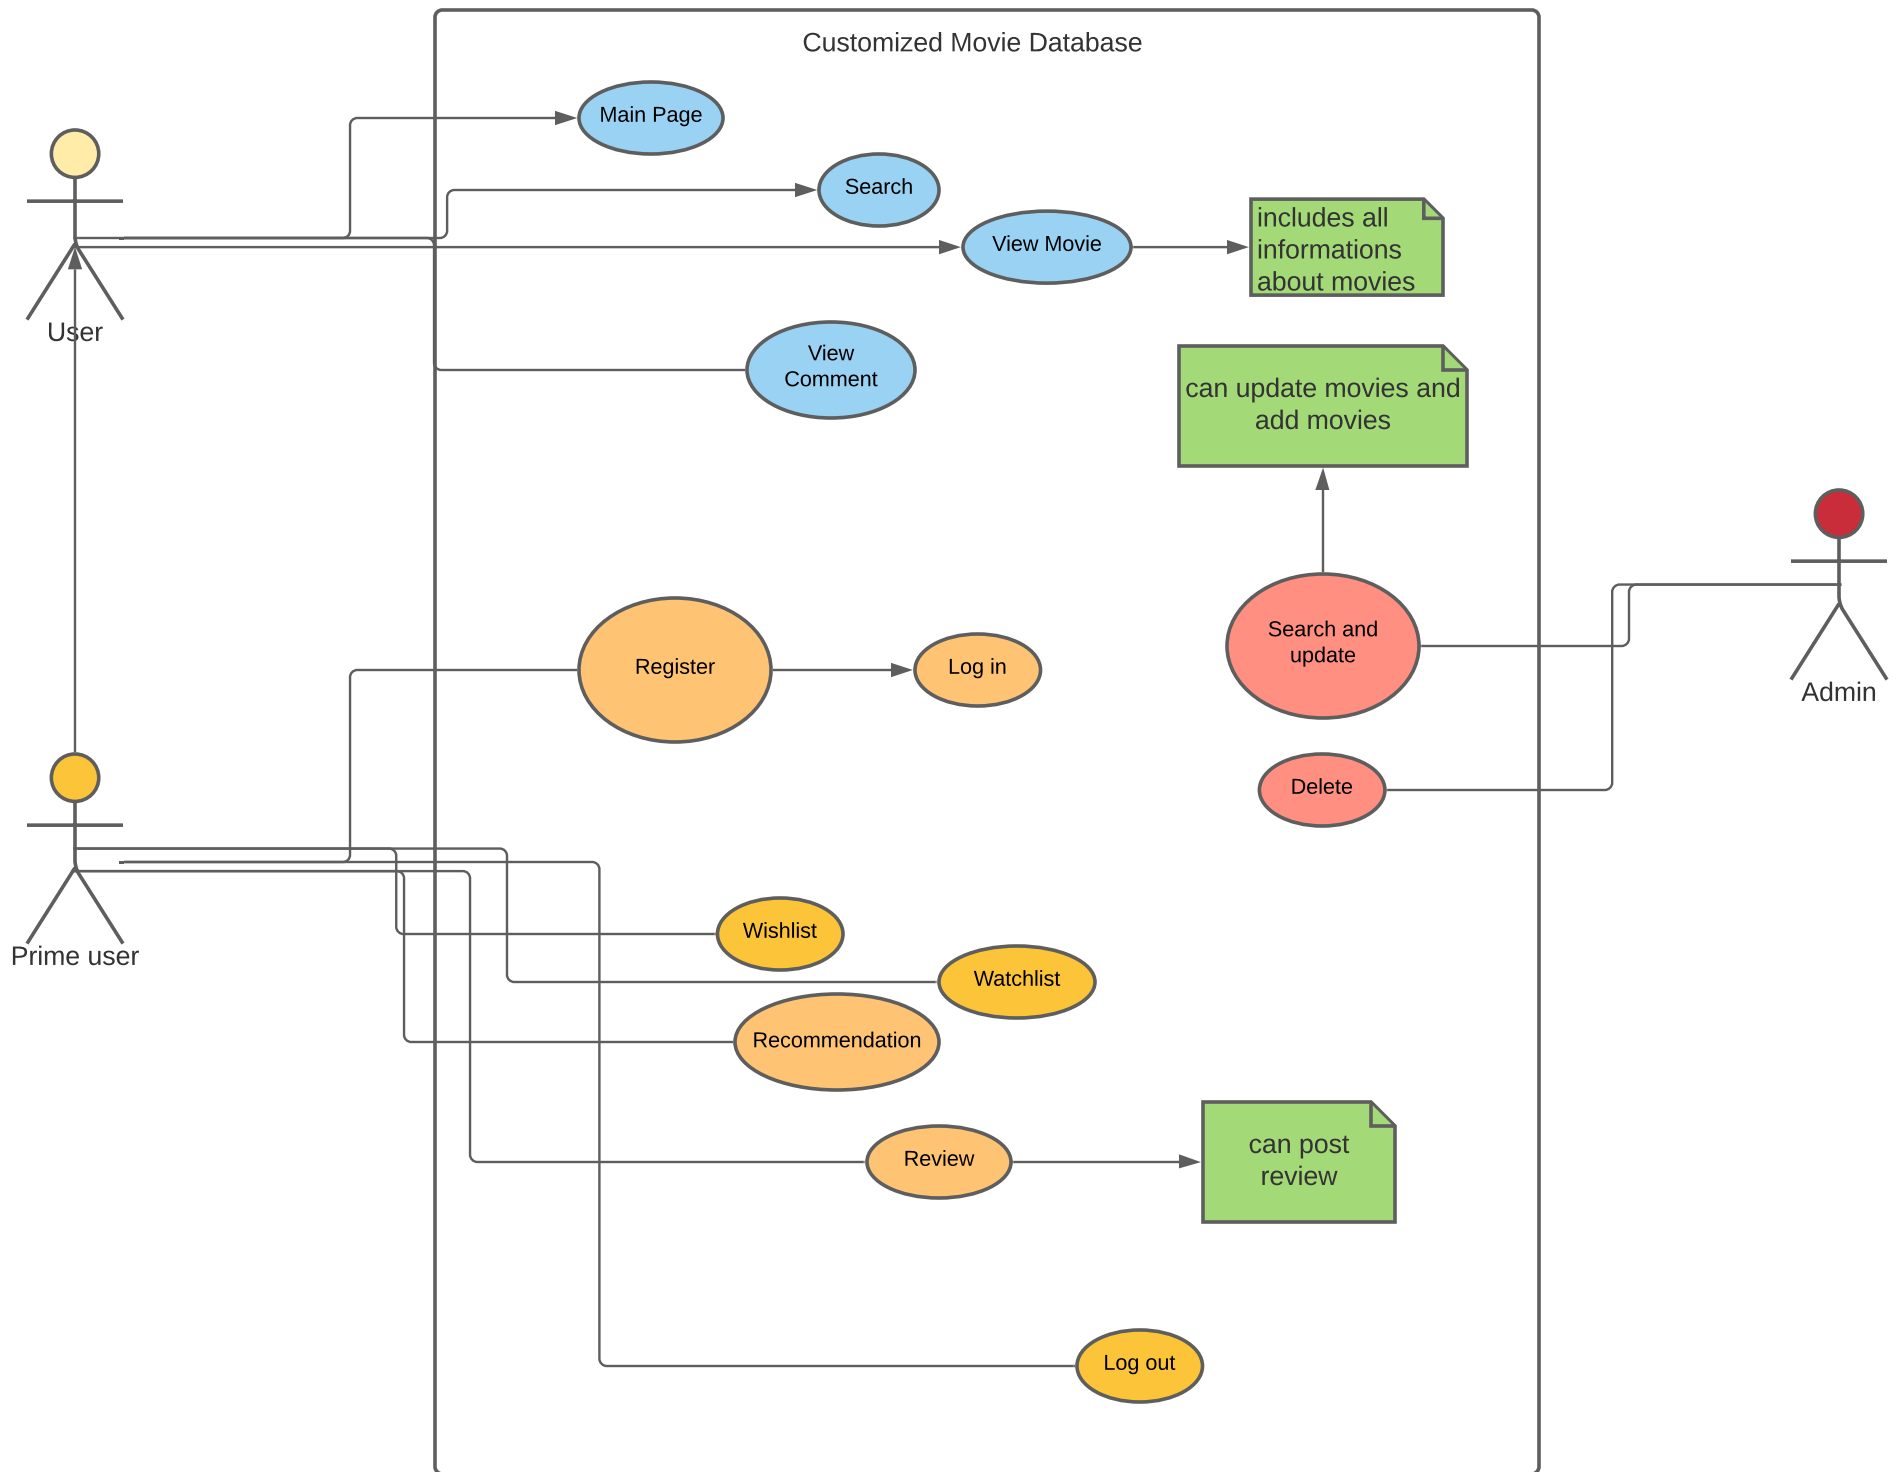 Customized Movie Database
Main Page
Search
View Movie
includes all
informations
about movies
User
View
Comment
can update movies and
add movies
Search and
update
Admin
Register
Log in
Delete
Prime user
Wishlist
Watchlist
Recommendation
Review
can post
review
Log out